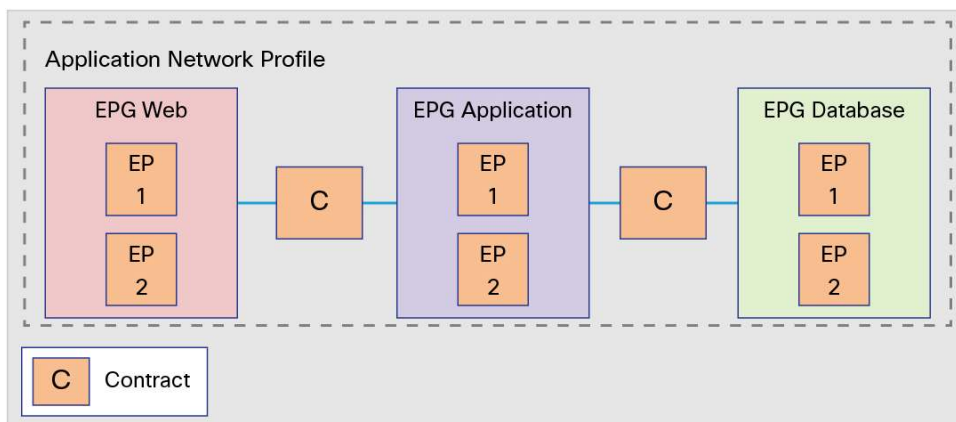 Application Network Profile
EPG Web
EP
1
EP
2
C
EPG Application
EP
1
EP
2
C
EPG Database
EP
1
EP
2
C
Contract